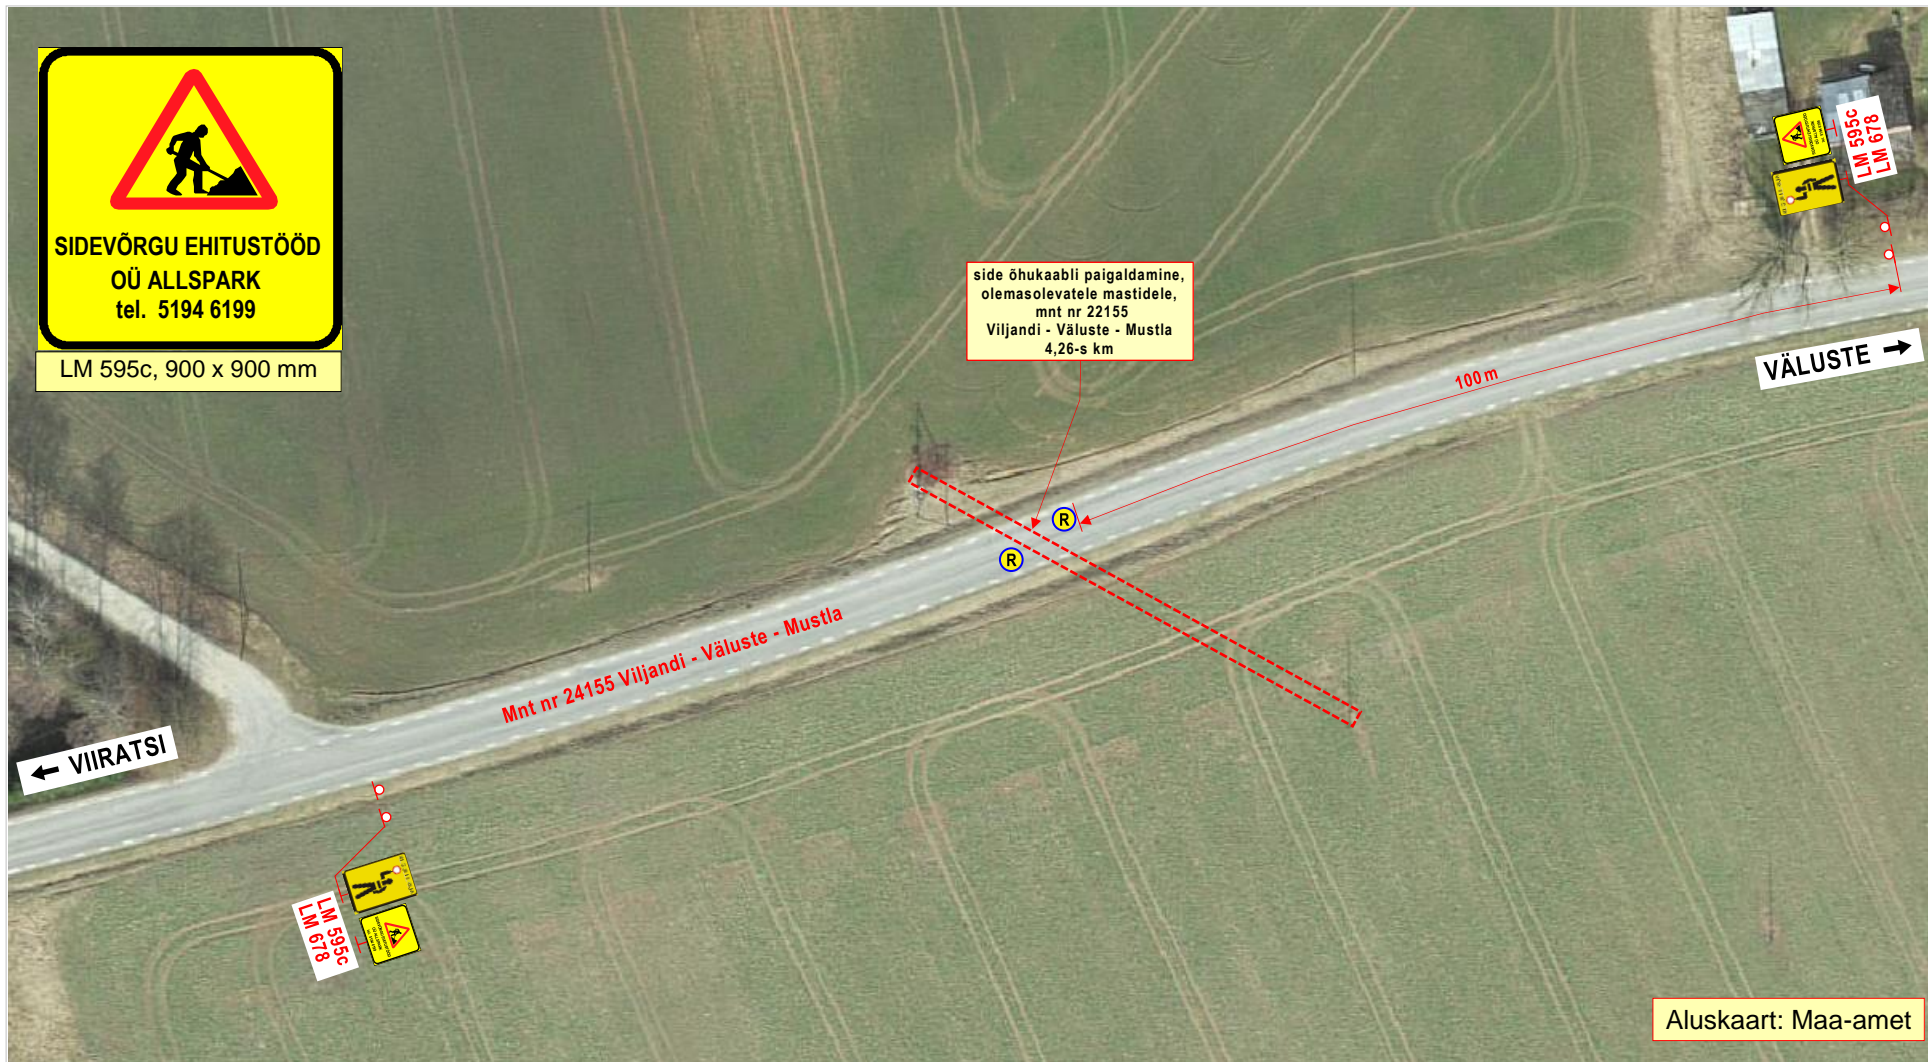 SIDEVÕRGU EHITUSTÖÖD
OÜ ALLSPARK
tel. 5194 6199
LM 595c, 900 x 900 mm
side õhukaabli paigaldamine,
olemasolevatele mastidele,
mnt nr 22155
Viljandi - Väluste - Mustla
4,26-s km
LM 595c
LM 678
VÄLUSTE →
100 m
R
R
Mnt nr 24155 Viljandi - Väluste - Mustla
← VIIRATSI
LM 595c
LM 678
Aluskaart: Maa-amet